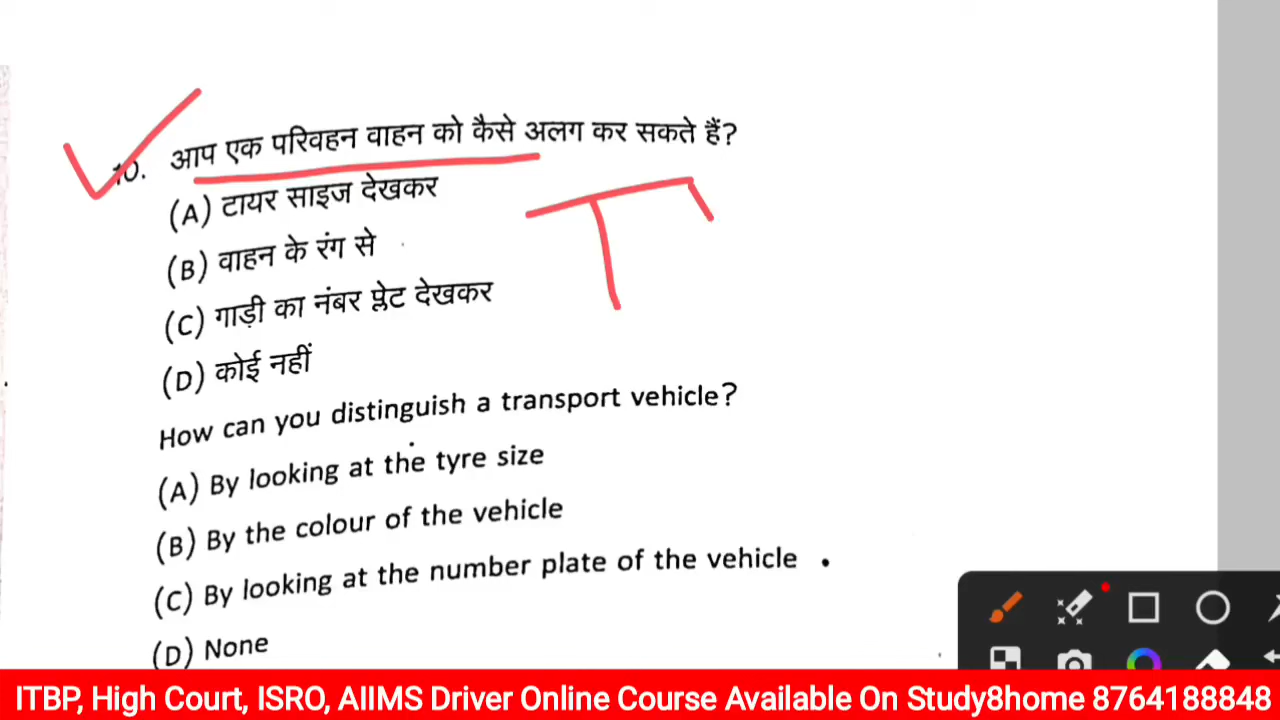 10. आप एक परिवहन वाहन को कैसे अलग कर सकते हैं?
(A) टायर साइज देखकर
(B) वाहन के रंग से
(C) गाड़ी का नंबर प्लेट देखकर
(D) कोई नहीं
How can you distinguish a transport vehicle?
(A) By looking at the tyre size
(B) By the colour of the vehicle
(C) By looking at the number plate of the vehicle
(D) None
ITBP, High Court, ISRO, AIIMS Driver Online Course Available On Study8home 8764188848